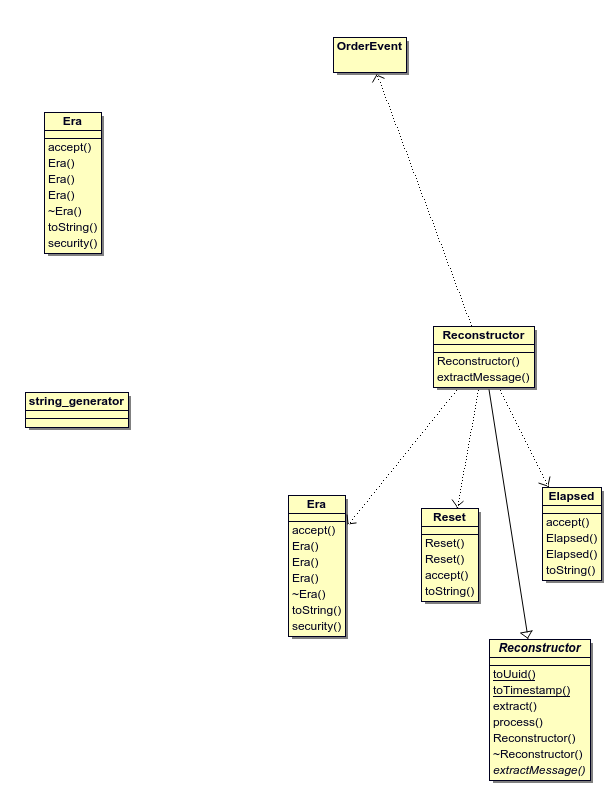 OrderEvent
Era
accept()
Era()
Era()
Era()
~Era()
toString()
security()
Reconstructor
Reconstructor()
extractMessage()
string_generator
Era
accept()
Era()
Era()
Era()
~Era()
toString()
security()
Reset
Reset()
Reset()
accept()
toString()
Elapsed
accept()
Elapsed()
Elapsed()
toString()
Reconstructor
toUuid()
toTimestamp()
extract()
process()
Reconstructor()
~Reconstructor()
extractMessage()